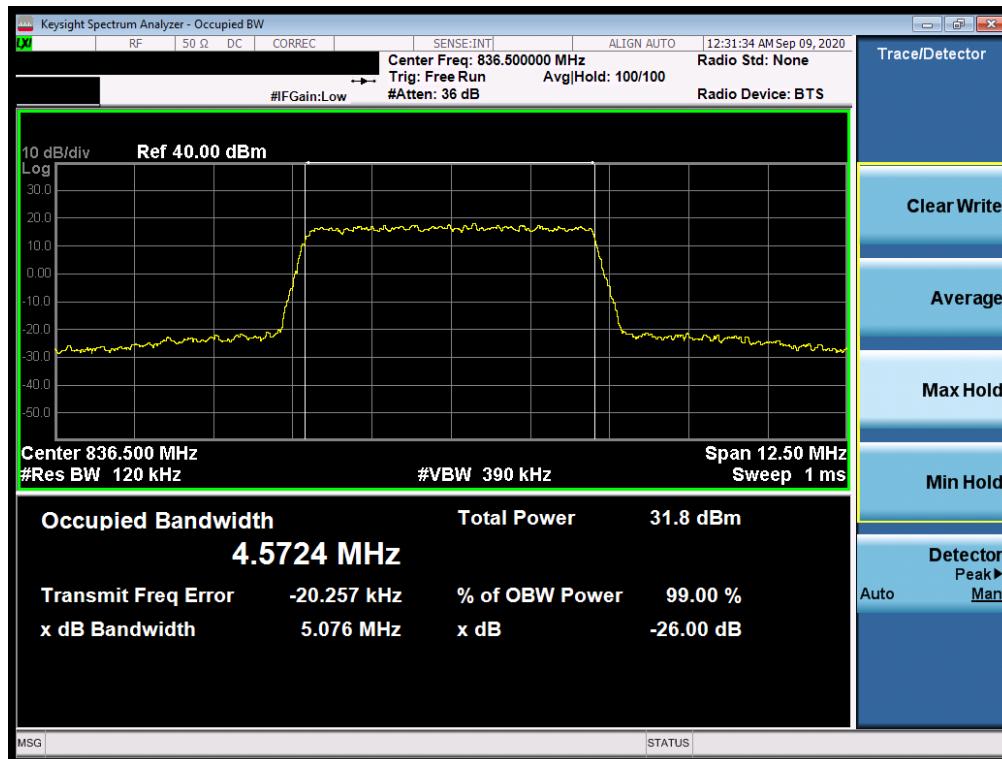 Keysight Spectrum Analyzer - Occupied BW
LXI RF 50 Ω DC CORREC SENSE:INT ALIGN AUTO 12:31:34 AM Sep 09, 2020
Center Freq: 836.500000 MHz Radio Std: None
Trig: Free Run Avg|Hold: 100/100
#IFGain:Low #Atten: 36 dB Radio Device: BTS
10 dB/div Ref 40.00 dBm
Log
30.0
20.0
10.0
0.00
-10.0
-20.0
-30.0
-40.0
-50.0
Center 836.500 MHz Span 12.50 MHz
#Res BW 120 kHz #VBW 390 kHz Sweep 1 ms
Occupied Bandwidth Total Power 31.8 dBm
4.5724 MHz
Transmit Freq Error -20.257 kHz % of OBW Power 99.00 %
x dB Bandwidth 5.076 MHz x dB -26.00 dB
MSG STATUS
Trace/Detector
Clear Write
Average
Max Hold
Min Hold
Detector
Peak▶
Auto Man